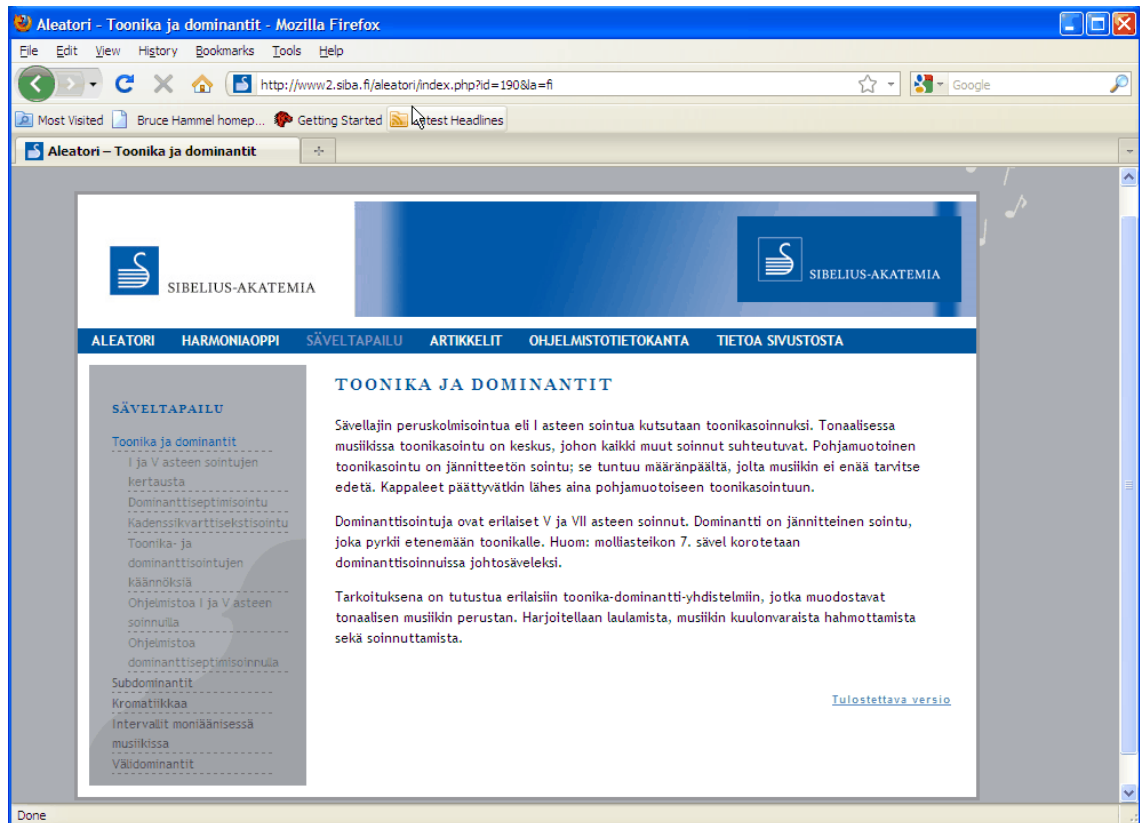 Aleatori - Toonika ja dominantit - Mozilla Firefox
File Edit View History Bookmarks Tools Help
http://www2.siba.fi/aleatori/index.php?id=190&la=fi
Google
Most Visited Bruce Hammel homep... Getting Started Latest Headlines
Aleatori – Toonika ja dominantit
SIBELIUS-AKATEMIA
SIBELIUS-AKATEMIA
ALEATORI HARMONIAOPPI SÄVELTAPAILU ARTIKKELIT OHJELMISTOTIETOKANTA TIETOA SIVUSTOSTA
SÄVELTAPAILU
Toonika ja dominantit
I ja V asteen sointujen
kertausta
Dominanttiseptimisointu
Kadenssikvarttisekstisointu
Toonika- ja
dominanttisointujen
käännöksiä
Ohjelmistoa I ja V asteen
soinnuilla
Ohjelmistoa
dominanttiseptimisoinnulla
Subdominantit
Kromatiikkaa
Intervallit moniäänisessä
musiikissa
Välidominantit
TOONIKA JA DOMINANTIT
Sävellajin peruskolmisointua eli I asteen sointua kutsutaan toonikasoinnuksi. Tonaalisessa
musiikissa toonikasointu on keskus, johon kaikki muut soinnut suhteutuvat. Pohjamuotoinen
toonikasointu on jännitteetön sointu; se tuntuu määränpäältä, jolta musiikin ei enää tarvitse
edetä. Kappaleet päättyvätkin lähes aina pohjamuotoiseen toonikasointuun.
Dominanttisointuja ovat erilaiset V ja VII asteen soinnut. Dominantti on jännitteinen sointu,
joka pyrkii etenemään toonikalle. Huom: molliasteikon 7. sävel korotetaan
dominanttisoinnuissa johtosäveleksi.
Tarkoituksena on tutustua erilaisiin toonika-dominantti-yhdistelmiin, jotka muodostavat
tonaalisen musiikin perustan. Harjoitellaan laulamista, musiikin kuulonvaraista hahmottamista
sekä soinnuttamista.
Tulostettava versio
Done